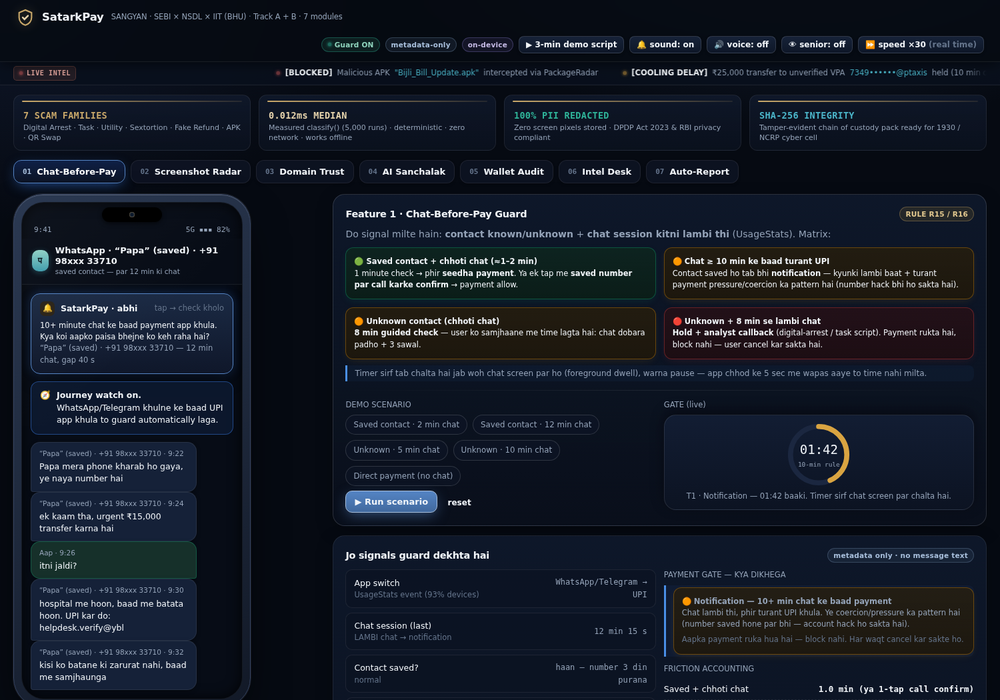 SatarkPay SANGYAN · SEBI × NSDL × IIT (BHU) · Track A + B · 7 modules
Guard ON metadata-only on-device ▶ 3-min demo script 🔔 sound: on 🔊 voice: off 👁 senior: off ⏩ speed ×30 (real time)
LIVE INTEL [BLOCKED] Malicious APK "Bijli_Bill_Update.apk" intercepted via PackageRadar [COOLING DELAY] ₹25,000 transfer to unverified VPA 7349••••••@ptaxis held (10 min
7 SCAM FAMILIES
Digital Arrest · Task · Utility · Sextortion · Fake Refund · APK
· QR Swap
0.012ms MEDIAN
Measured classify() (5,000 runs) · deterministic · zero
network · works offline
100% PII REDACTED
Zero screen pixels stored · DPDP Act 2023 & RBI privacy
compliant
SHA-256 INTEGRITY
Tamper-evident chain of custody pack ready for 1930 /
NCRP cyber cell
01 Chat-Before-Pay 02 Screenshot Radar 03 Domain Trust 04 AI Sanchalak 05 Wallet Audit 06 Intel Desk 07 Auto-Report
9:41 5G ▪▪▪ 82%
प
WhatsApp · “Papa” (saved) · +91
98xxx 33710
saved contact — par 12 min ki chat
🔔 SatarkPay · abhi tap → check kholo
10+ minute chat ke baad payment app khula.
Kya koi aapko paisa bhejne ko keh raha hai?
“Papa” (saved) · +91 98xxx 33710 — 12 min
chat, gap 40 s
🧭 Journey watch on.
WhatsApp/Telegram khulne ke baad UPI
app khula to guard automatically laga.
“Papa” (saved) · +91 98xxx 33710 · 9:22
Papa mera phone kharab ho gaya,
ye naya number hai
“Papa” (saved) · +91 98xxx 33710 · 9:24
ek kaam tha, urgent ₹15,000
transfer karna hai
Aap · 9:26
itni jaldi?
“Papa” (saved) · +91 98xxx 33710 · 9:30
hospital me hoon, baad me batata
hoon. UPI kar do:
helpdesk.verify@ybl
“Papa” (saved) · +91 98xxx 33710 · 9:32
kisi ko batane ki zarurat nahi, baad
me samjhaunga
Feature 1 · Chat-Before-Pay Guard RULE R15 / R16
Do signal milte hain: contact known/unknown + chat session kitni lambi thi (UsageStats). Matrix:
🟢 Saved contact + chhoti chat (≈1–2 min)
1 minute check → phir seedha payment. Ya ek tap me saved number
par call karke confirm → payment allow.
🟠 Chat ≥ 10 min ke baad turant UPI
Contact saved ho tab bhi notification — kyunki lambi baat + turant
payment pressure/coercion ka pattern hai (number hack bhi ho sakta hai).
🟠 Unknown contact (chhoti chat)
8 min guided check — user ko samjhaane me time lagta hai: chat dobara
padho + 3 sawal.
🔴 Unknown + 8 min se lambi chat
Hold + analyst callback (digital-arrest / task script). Payment rukta hai,
block nahi — user cancel kar sakta hai.
Timer sirf tab chalta hai jab woh chat screen par ho (foreground dwell), warna pause — app chhod ke 5 sec me wapas aaye to time nahi milta.
DEMO SCENARIO
Saved contact · 2 min chat Saved contact · 12 min chat
Unknown · 5 min chat Unknown · 10 min chat
Direct payment (no chat)
▶ Run scenario reset
GATE (live)
01:42
10-min rule
T1 · Notification — 01:42 baaki. Timer sirf chat screen par chalta hai.
Jo signals guard dekhta hai metadata only · no message text
App switch WhatsApp/Telegram →
UsageStats event (93% devices) UPI
Chat session (last) 12 min 15 s
LAMBI chat → notification
Contact saved? haan — number 3 din
normal purana
PAYMENT GATE — KYA DIKHEGA
🟠 Notification — 10+ min chat ke baad payment
Chat lambi thi, phir turant UPI khula. Ye coercion/pressure ka pattern hai
(number saved hone par bhi — account hack ho sakta hai).
Aapka payment ruka hua hai — block nahi. Har waqt cancel kar sakte ho.
FRICTION ACCOUNTING
Saved + chhoti chat 1.0 min (ya 1-tap call confirm)